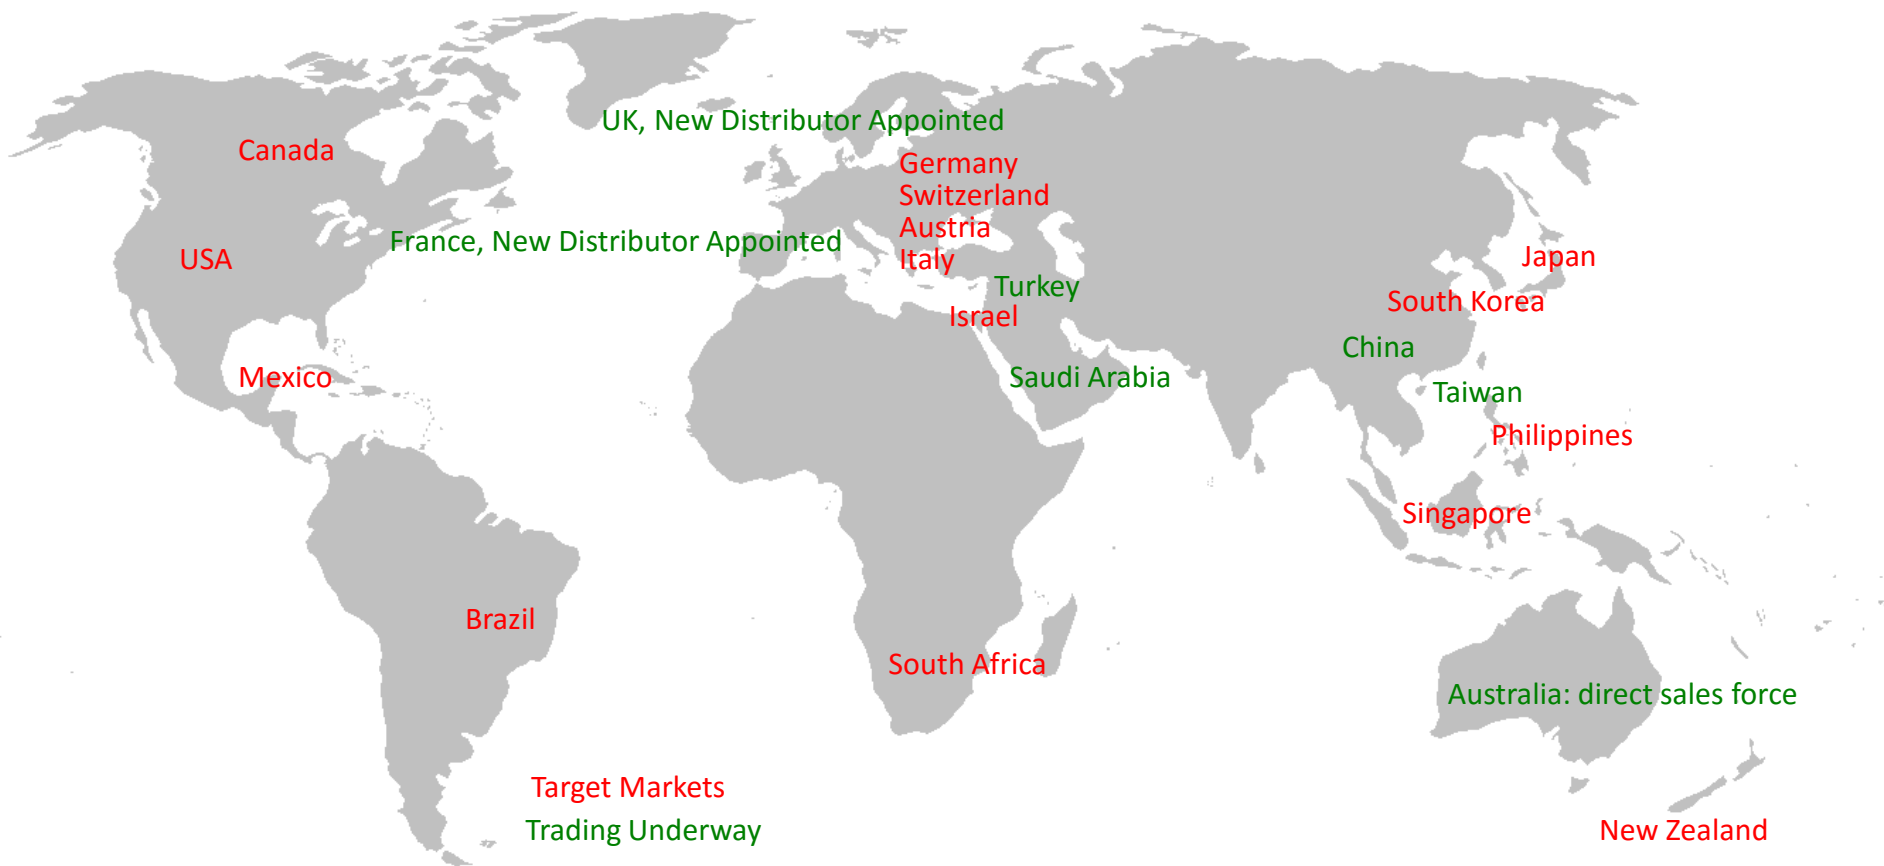 UK, New Distributor Appointed
Canada
Germany
Switzerland
Austria
Italy
France, New Distributor Appointed
USA
Japan
Turkey
South Korea
Israel
China
Mexico
Saudi Arabia
Taiwan
Philippines
Singapore
Brazil
South Africa
Australia: direct sales force
Target Markets
Trading Underway
New Zealand